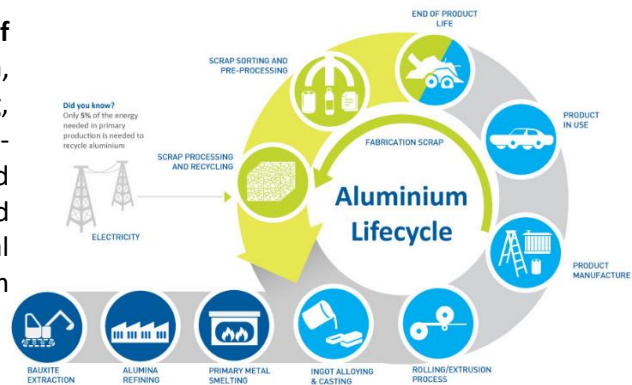 of
END OF PRODUCT
LIFE
SCRAP SORTING AND
PRE-PROCESSING
Did you know?
Only 5% of the energy
needed in primary
production is needed to
recycle aluminium
PRODUCT
IN USE
FABRICATION SCRAP
SCRAP PROCESSING
AND RECYCLING
Aluminium
Lifecycle
ELECTRICITY
PRODUCT
MANUFACTURE
BAUXITE
EXTRACTION
ALUMINA
REFINING
PRIMARY METAL
SMELTING
INGOT ALLOYING
& CASTING
ROLLING/EXTRUSION
PROCESS